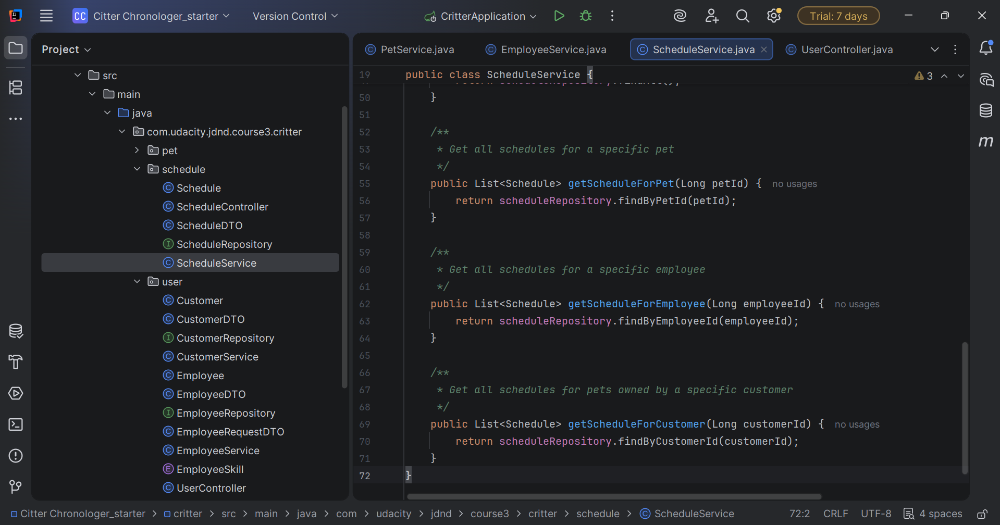 CC Citter Chronologer_starter Version Control CritterApplication Trial: 7 days
Project
src
main
java
com.udacity.jdnd.course3.critter
pet
schedule
Schedule
ScheduleController
ScheduleDTO
ScheduleRepository
ScheduleService
user
Customer
CustomerDTO
CustomerRepository
CustomerService
Employee
EmployeeDTO
EmployeeRepository
EmployeeRequestDTO
EmployeeService
EmployeeSkill
UserController
PetService.java EmployeeService.java ScheduleService.java UserController.java
19 public class ScheduleService { 3
50 }
51
52 /**
53 * Get all schedules for a specific pet
54 */
55 public List<Schedule> getScheduleForPet(Long petId) { no usages
56 return scheduleRepository.findByPetId(petId);
57 }
58
59 /**
60 * Get all schedules for a specific employee
61 */
62 public List<Schedule> getScheduleForEmployee(Long employeeId) { no usages
63 return scheduleRepository.findByEmployeeId(employeeId);
64 }
65
66 /**
67 * Get all schedules for pets owned by a specific customer
68 */
69 public List<Schedule> getScheduleForCustomer(Long customerId) { no usages
70 return scheduleRepository.findByCustomerId(customerId);
71 }
72 }
Citter Chronologer_starter > critter > src > main > java > com > udacity > jdnd > course3 > critter > schedule > ScheduleService 72:2 CRLF UTF-8 4 spaces